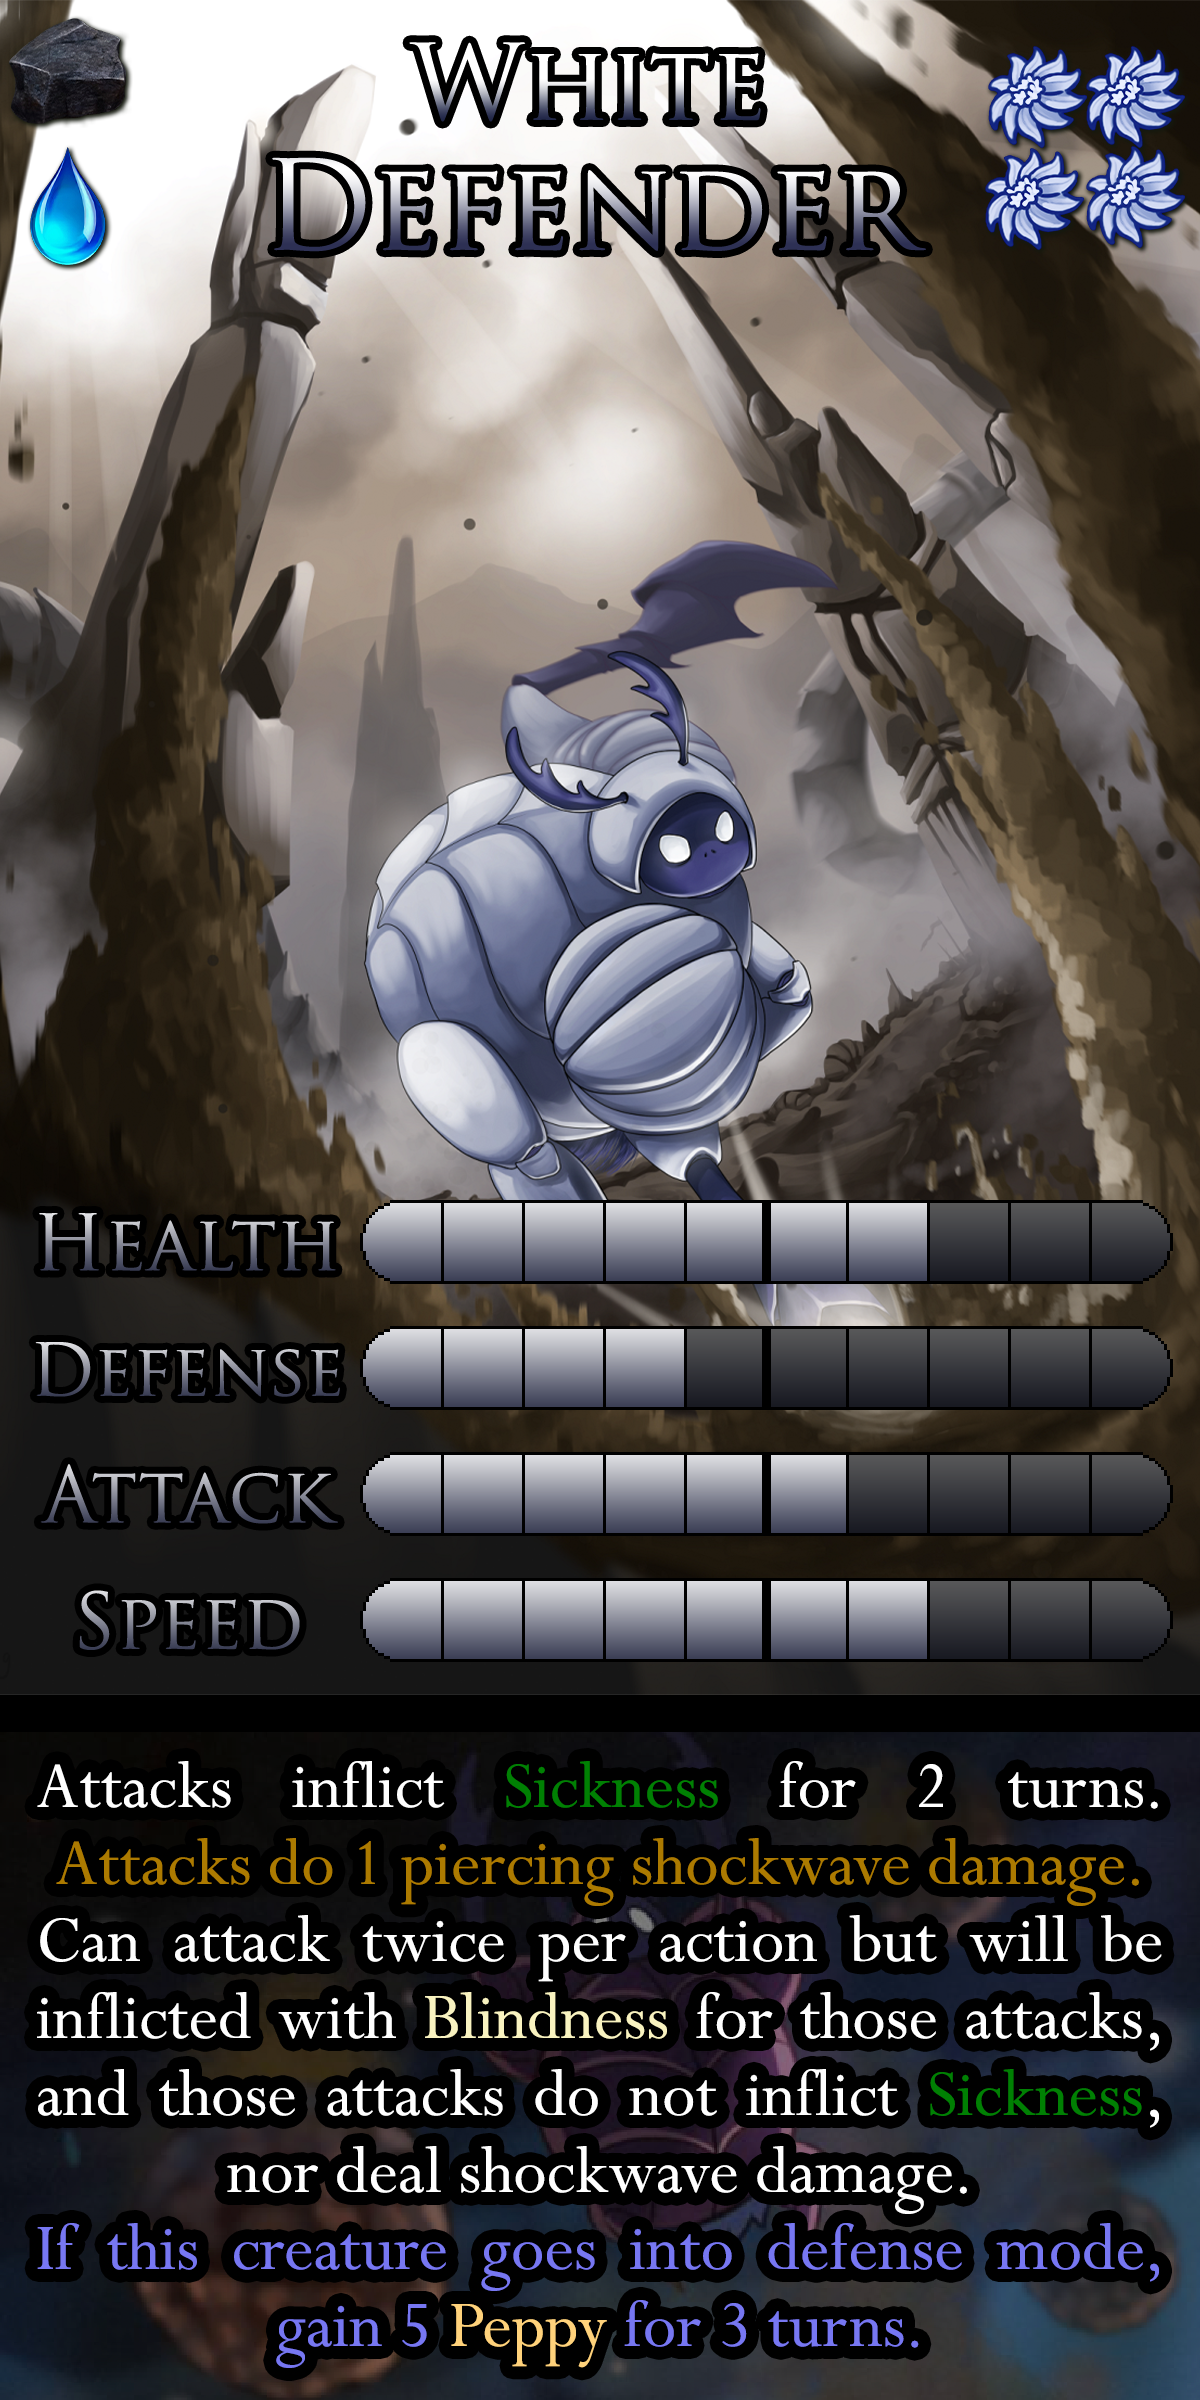 WHITE
DEFENDER
HEALTH
DEFENSE
ATTACK
SPEED
Attacks inflict Sickness for 2 turns.
Attacks do 1 piercing shockwave damage.
Can attack twice per action but will be
inflicted with Blindness for those attacks,
and those attacks do not inflict Sickness,
nor deal shockwave damage.
If this creature goes into defense mode,
gain 5 Peppy for 3 turns.